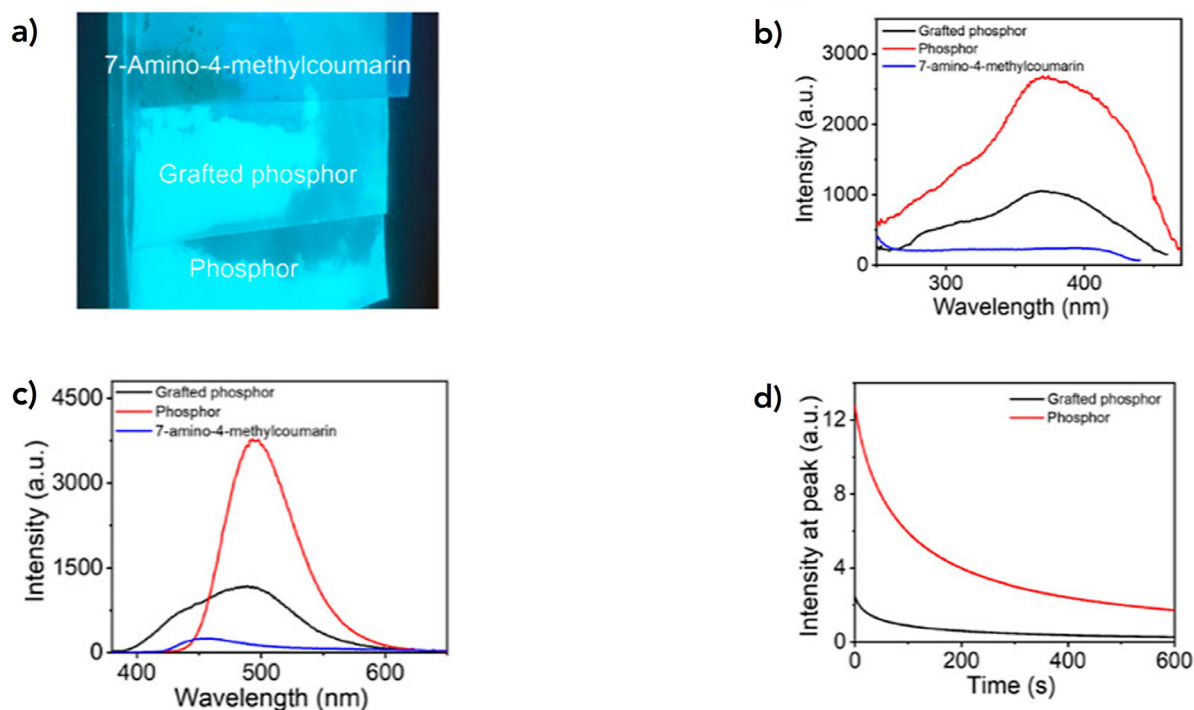 a)
7-Amino-4-methylcoumarin
Grafted phosphor
Phosphor
b)
Grafted phosphor
Phosphor
7-amino-4-methylcoumarin
3000
2000
1000
0
Intensity (a.u.)
300
400
Wavelength (nm)
c)
Grafted phosphor
Phosphor
7-amino-4-methylcoumarin
4500
3000
1500
0
Intensity (a.u.)
400
500
600
Wavelength (nm)
d)
Grafted phosphor
Phosphor
12
8
4
0
Intensity at peak (a.u.)
0
200
400
600
Time (s)